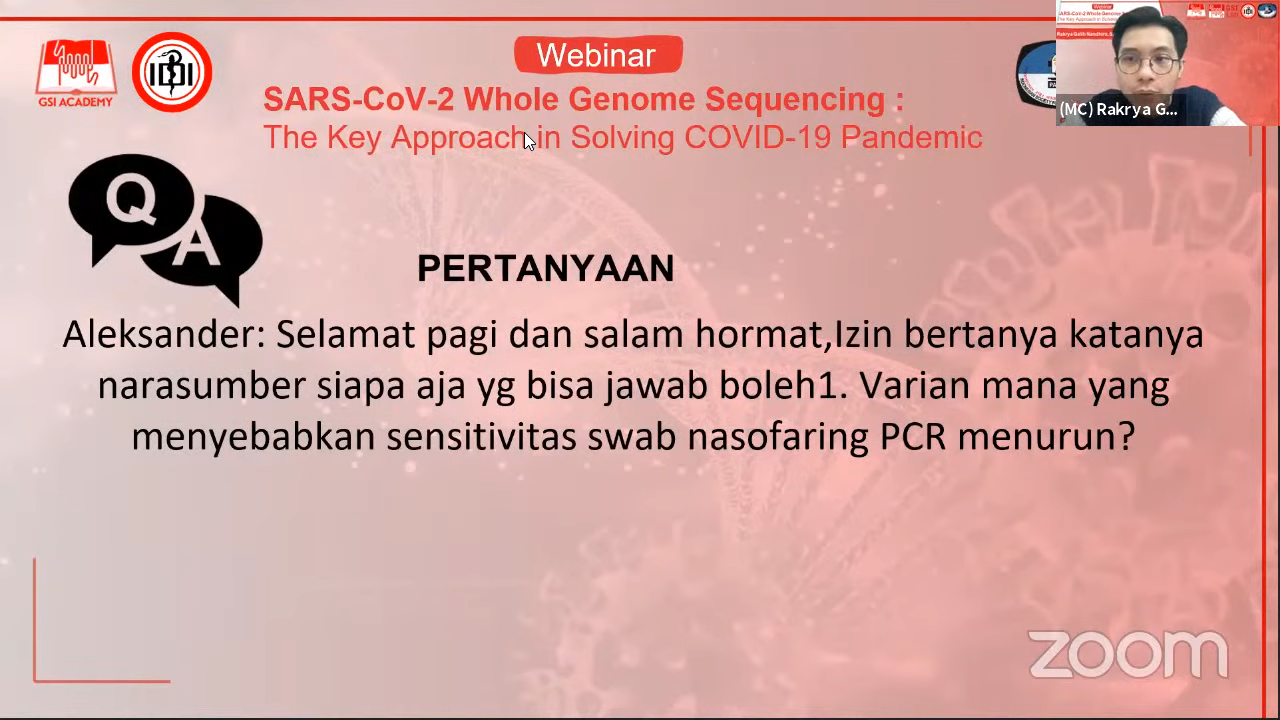 GSI ACADEMY
IDI
Webinar
SARS-CoV-2 Whole Genome Sequencing :
The Key Approach in Solving COVID-19 Pandemic
(MC) Rakrya G...
Q
A
PERTANYAAN
Aleksander: Selamat pagi dan salam hormat,Izin bertanya katanya
narasumber siapa aja yg bisa jawab boleh1. Varian mana yang
menyebabkan sensitivitas swab nasofaring PCR menurun?
zoom